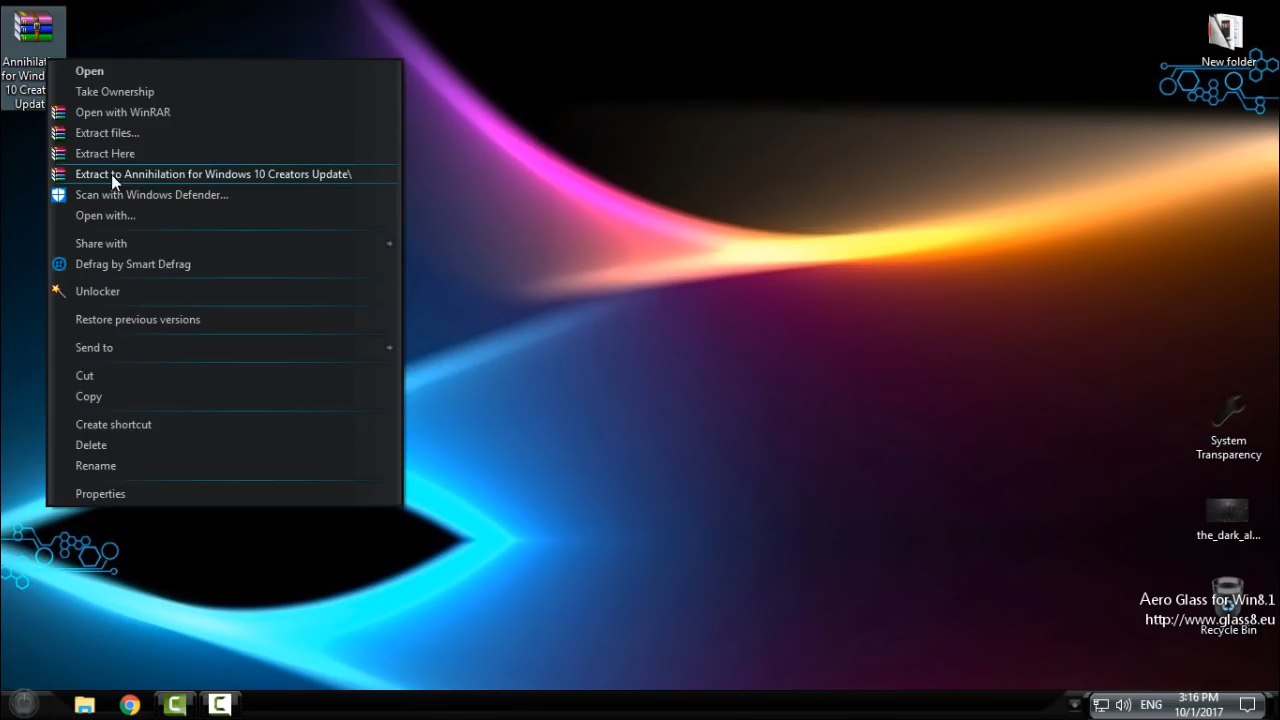 Annihilat
for Wind
10 Creat
Updat
Open
Take Ownership
Open with WinRAR
Extract files...
Extract Here
Extract to Annihilation for Windows 10 Creators Update\
Scan with Windows Defender...
Open with...
Share with
Defrag by Smart Defrag
Unlocker
Restore previous versions
Send to
Cut
Copy
Create shortcut
Delete
Rename
Properties
New folder
System
Transparency
the_dark_al...
Aero Glass for Win8.1
http://www.glass8.eu
Recycle Bin
ENG
3:16 PM
10/1/2017